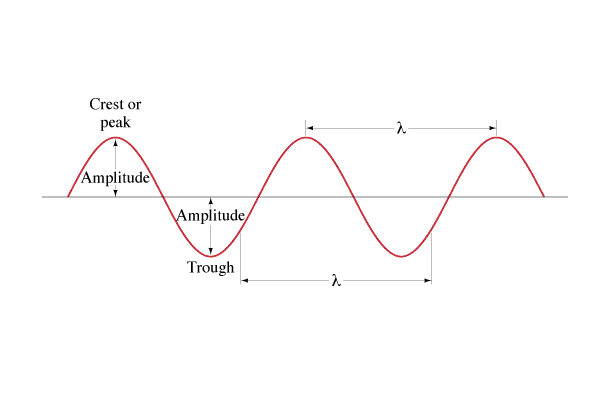 Crest or
peak
λ
Amplitude
Amplitude
Trough
λ